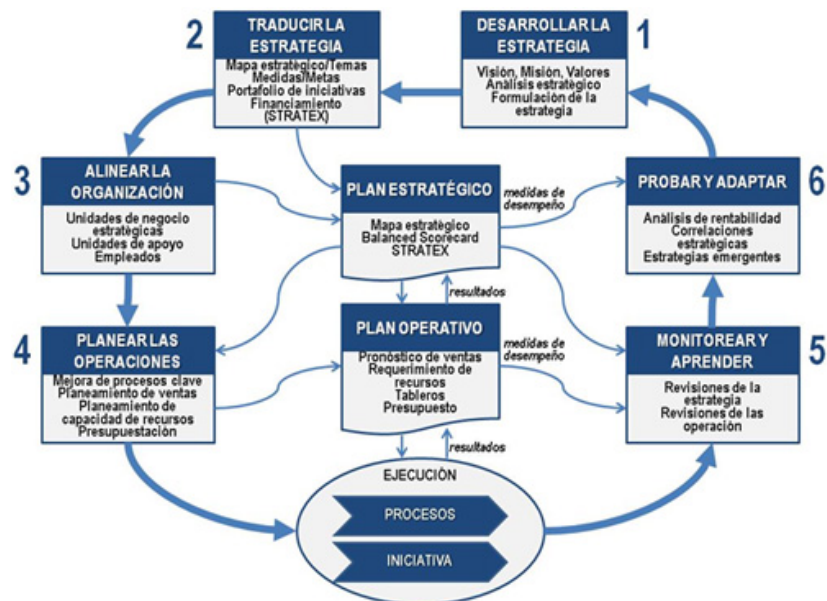 2
TRADUCIR LA
ESTRATEGIA
Mapa estratégico/Temas
Medidas/Metas
Portafolio de iniciativas
Financiamiento
(STRATEX)
DESARROLLAR LA
ESTRATEGIA
1
Visión, Misión, Valores
Análisis estratégico
Formulación de la
estrategia
3
ALINEAR LA
ORGANIZACIÓN
Unidades de negocio
estratégicas
Unidades de apoyo
Empleados
PLAN ESTRATÉGICO
Mapa estratégico
Balanced Scorecard
STRATEX
medidas de
desempeño
PROBAR Y ADAPTAR
6
Análisis de rentabilidad
Correlaciones
estratégicas
Estrategias emergentes
resultados
4
PLANEAR LAS
OPERACIONES
Mejora de procesos clave
Planeamiento de ventas
Planeamiento de
capacidad de recursos
Presupuestación
PLAN OPERATIVO
Pronóstico de ventas
Requerimiento de
recursos
Tableros
Presupuesto
medidas de
desempeño
MONITOREAR Y
APRENDER
5
Revisiones de la
estrategia
Revisiones de las
operación
resultados
EJECUCIÓN
PROCESOS
INICIATIVA